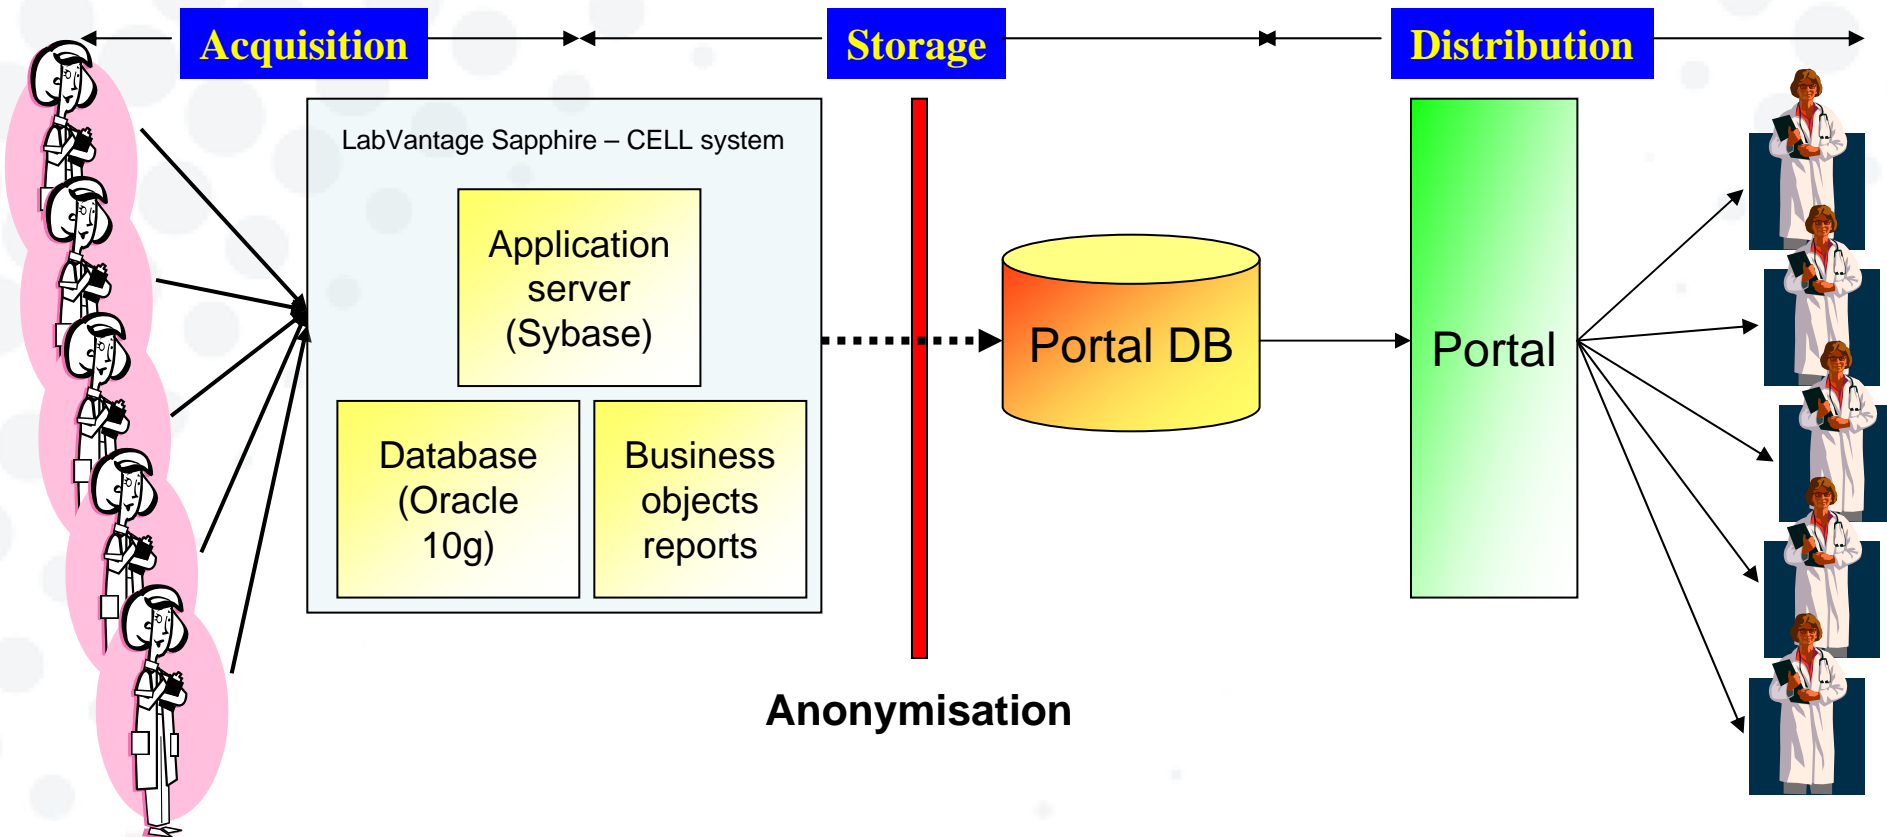 Acquisition
Storage
Distribution
LabVantage Sapphire – CELL system
Application
server
(Sybase)
Database
(Oracle
10g)
Business
objects
reports
Portal DB
Portal
Anonymisation